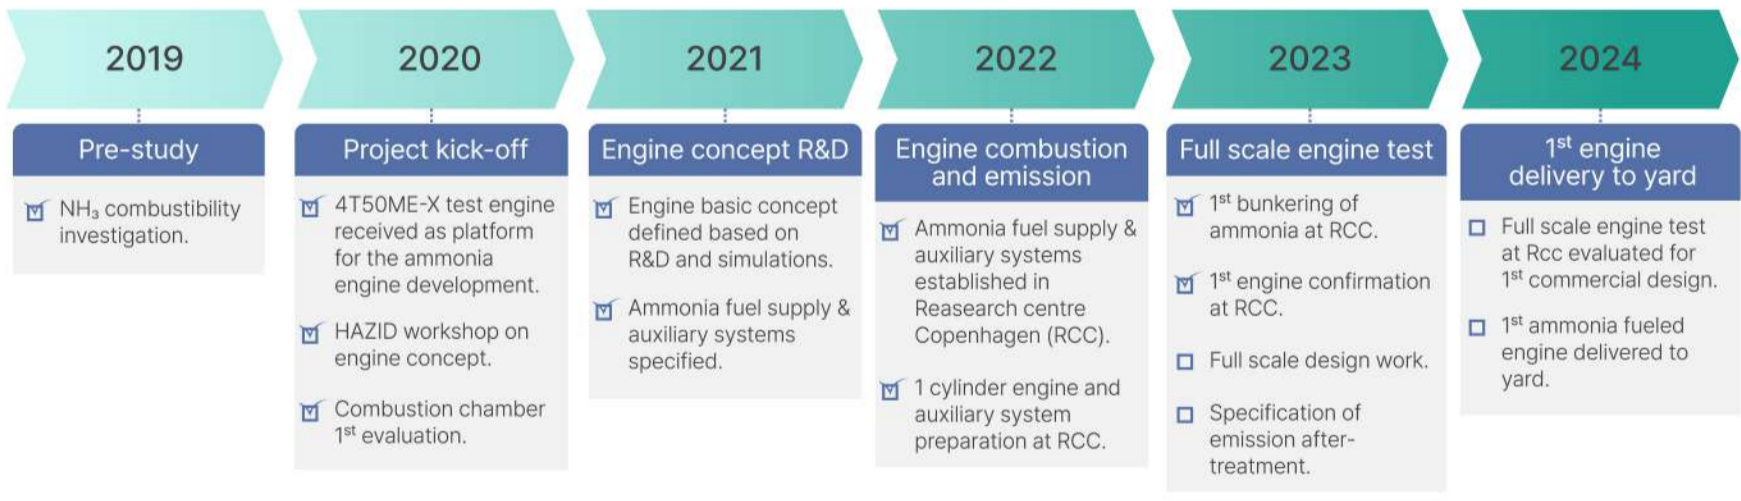 2019
2020
2021
2022
2023
2024
Pre-study
NH₃ combustibility
investigation.
Project kick-off
4T50ME-X test engine
received as platform
for the ammonia
engine development.
HAZID workshop on
engine concept.
Combustion chamber
1st evaluation.
Engine concept R&D
Engine basic concept
defined based on
R&D and simulations.
Ammonia fuel supply &
auxiliary systems
specified.
Engine combustion
and emission
Ammonia fuel supply &
auxiliary systems
established in
Reasearch centre
Copenhagen (RCC).
1 cylinder engine and
auxiliary system
preparation at RCC.
Full scale engine test
1st bunkering of
ammonia at RCC.
1st engine confirmation
at RCC.
Full scale design work.
Specification of
emission after-
treatment.
1st engine
delivery to yard
Full scale engine test
at Rcc evaluated for
1st commercial design.
1st ammonia fueled
engine delivered to
yard.